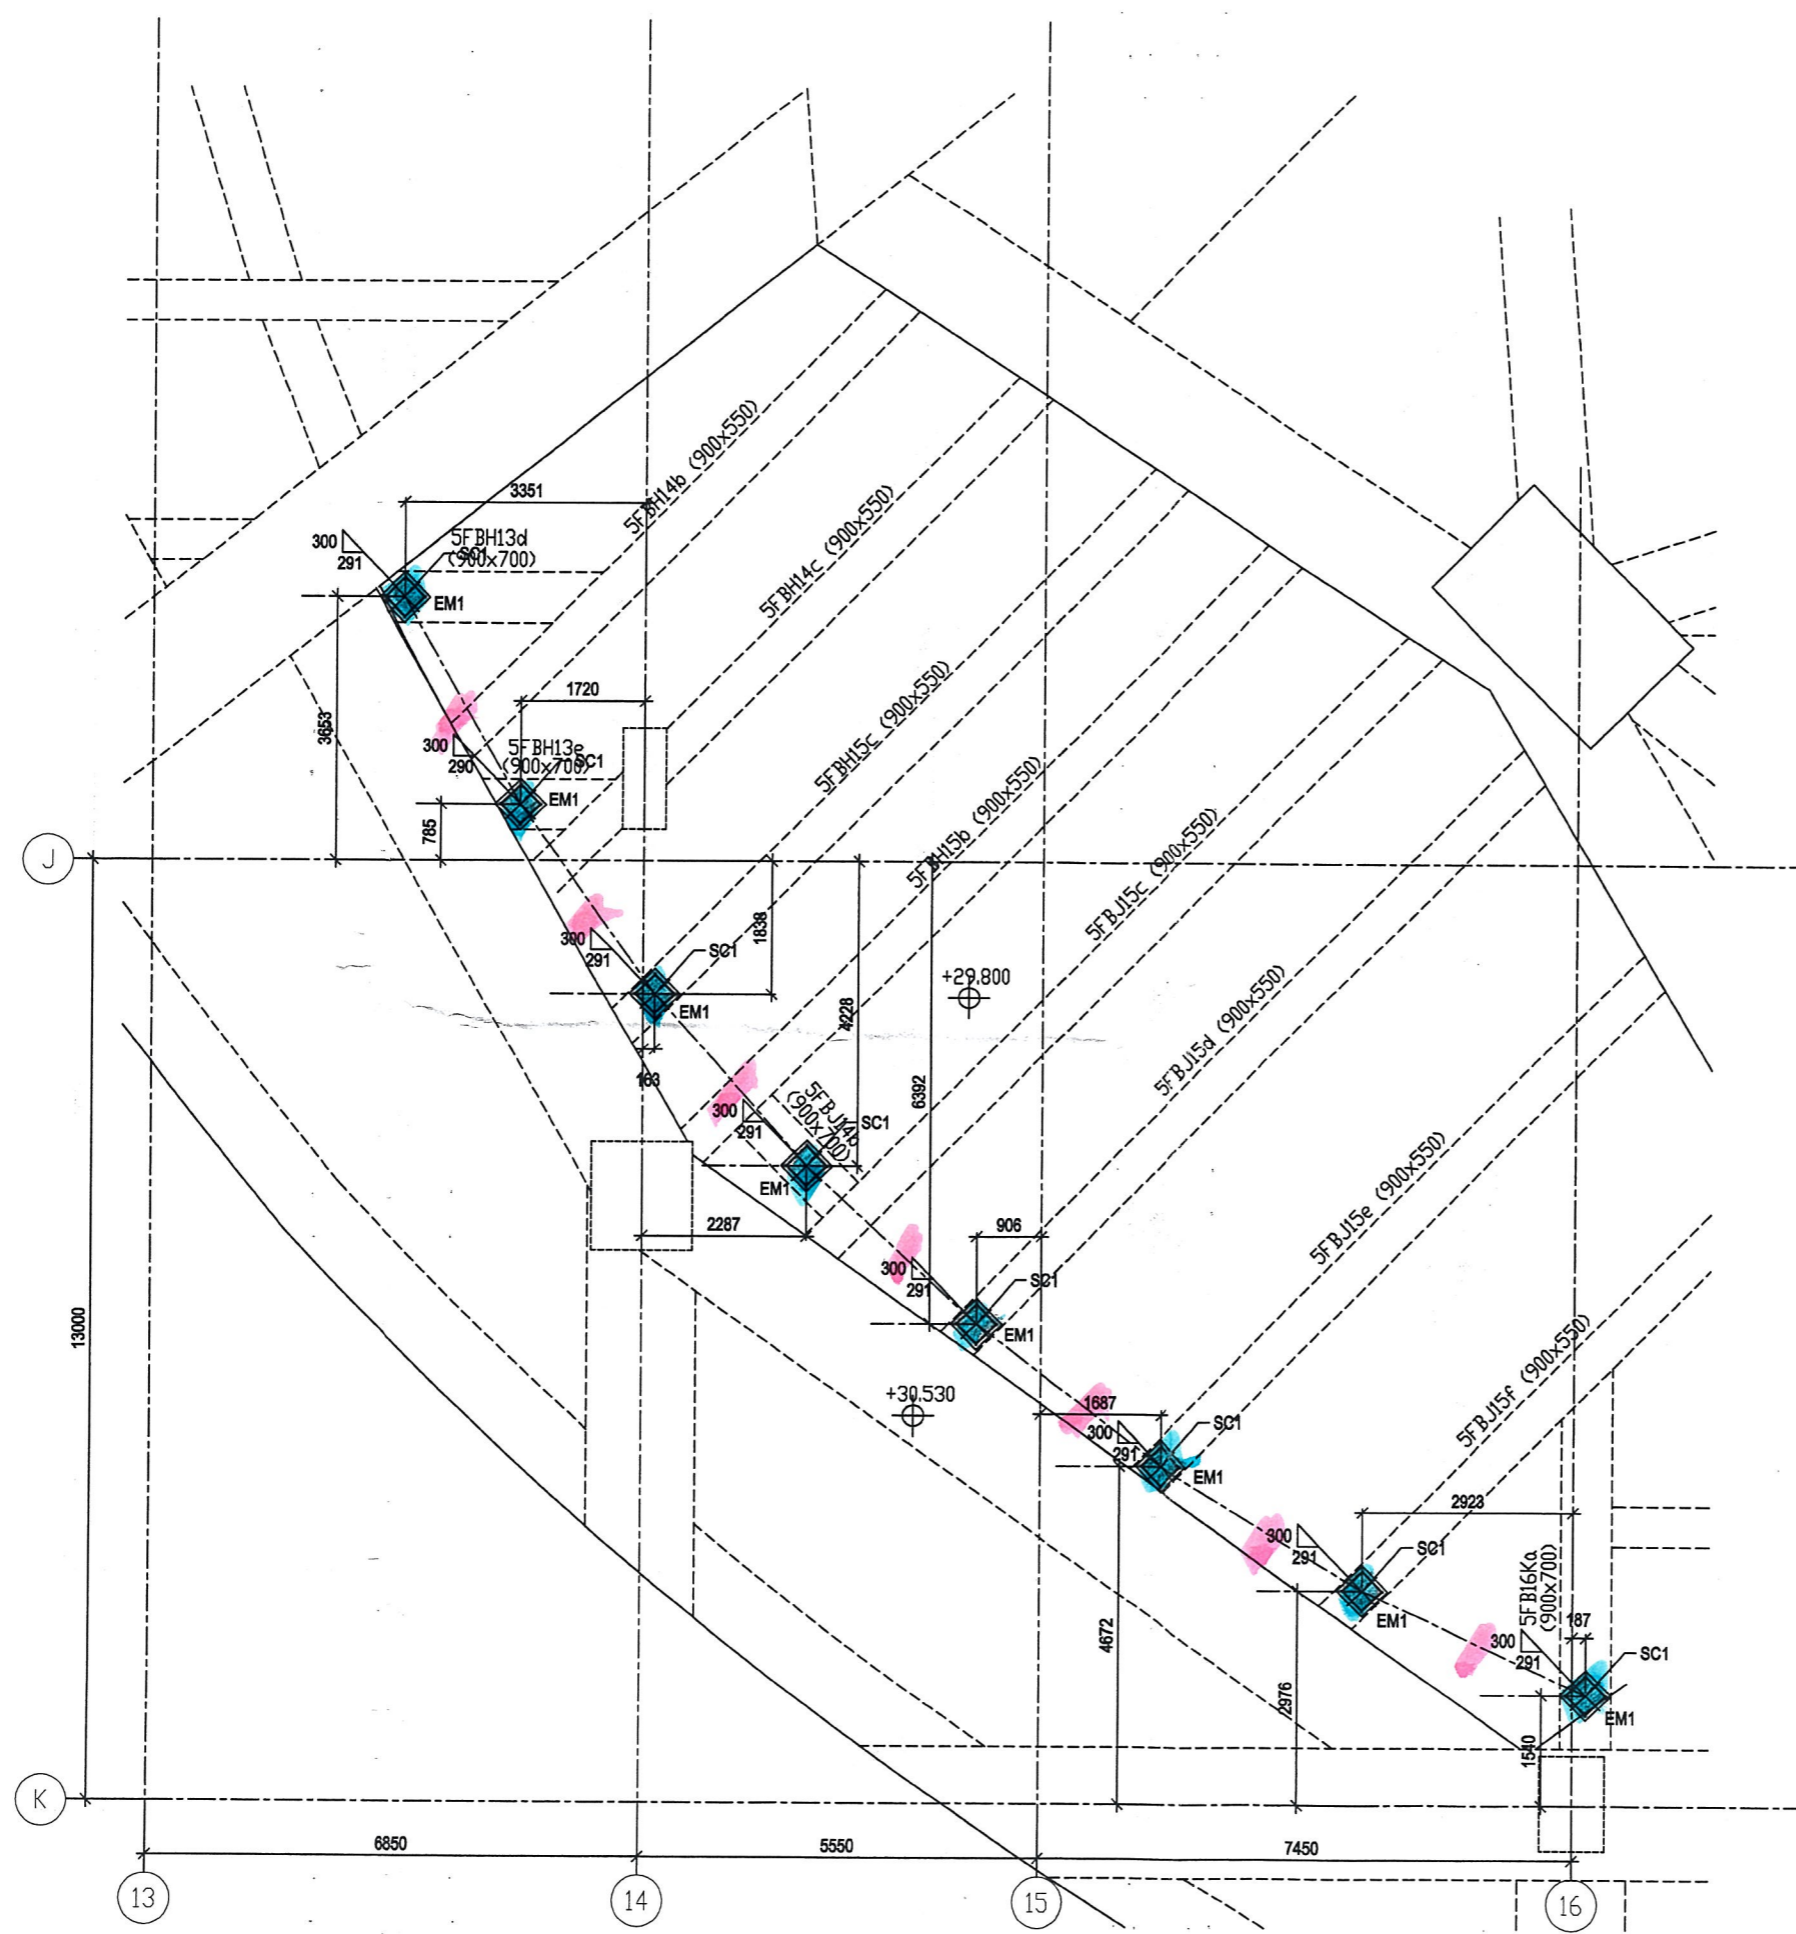 5FBH14b (900x550)
3351
5FBH14c (900x550)
300
291
5FBH13d
SC1
(900x700)
EM1
5FBH15c (900x550)
1720
3653
300
290
5FBH13e
SC1
(900x700)
EM1
785
5FBH15b (900x550)
5FBJ15c (900x550)
J
1838
300
291
SC1
EM1
163
4228
+29.800
6392
5FBJ15d (900x550)
300
291
5FBJ14b
(900x700)
SC1
EM1
2287
906
5FBJ15e (900x550)
300
291
SC1
EM1
13000
+30.530
1687
300
291
SC1
EM1
5FBJ15f (900x550)
2923
300
291
SC1
EM1
5FB16Ka
(900x700)
187
300
291
SC1
EM1
4672
2976
1540
K
6850
5550
7450
13
14
15
16